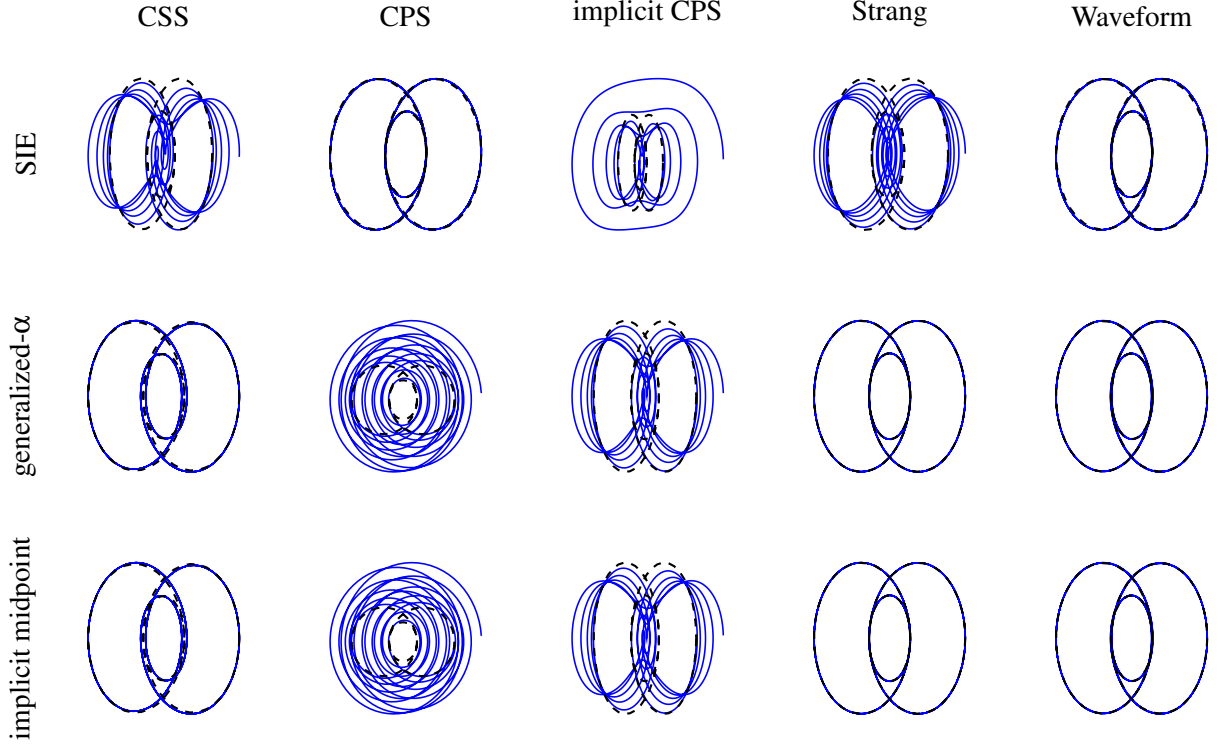 CSS
CPS
implicit CPS
Strang
Waveform
SIE
generalized-α
implicit midpoint